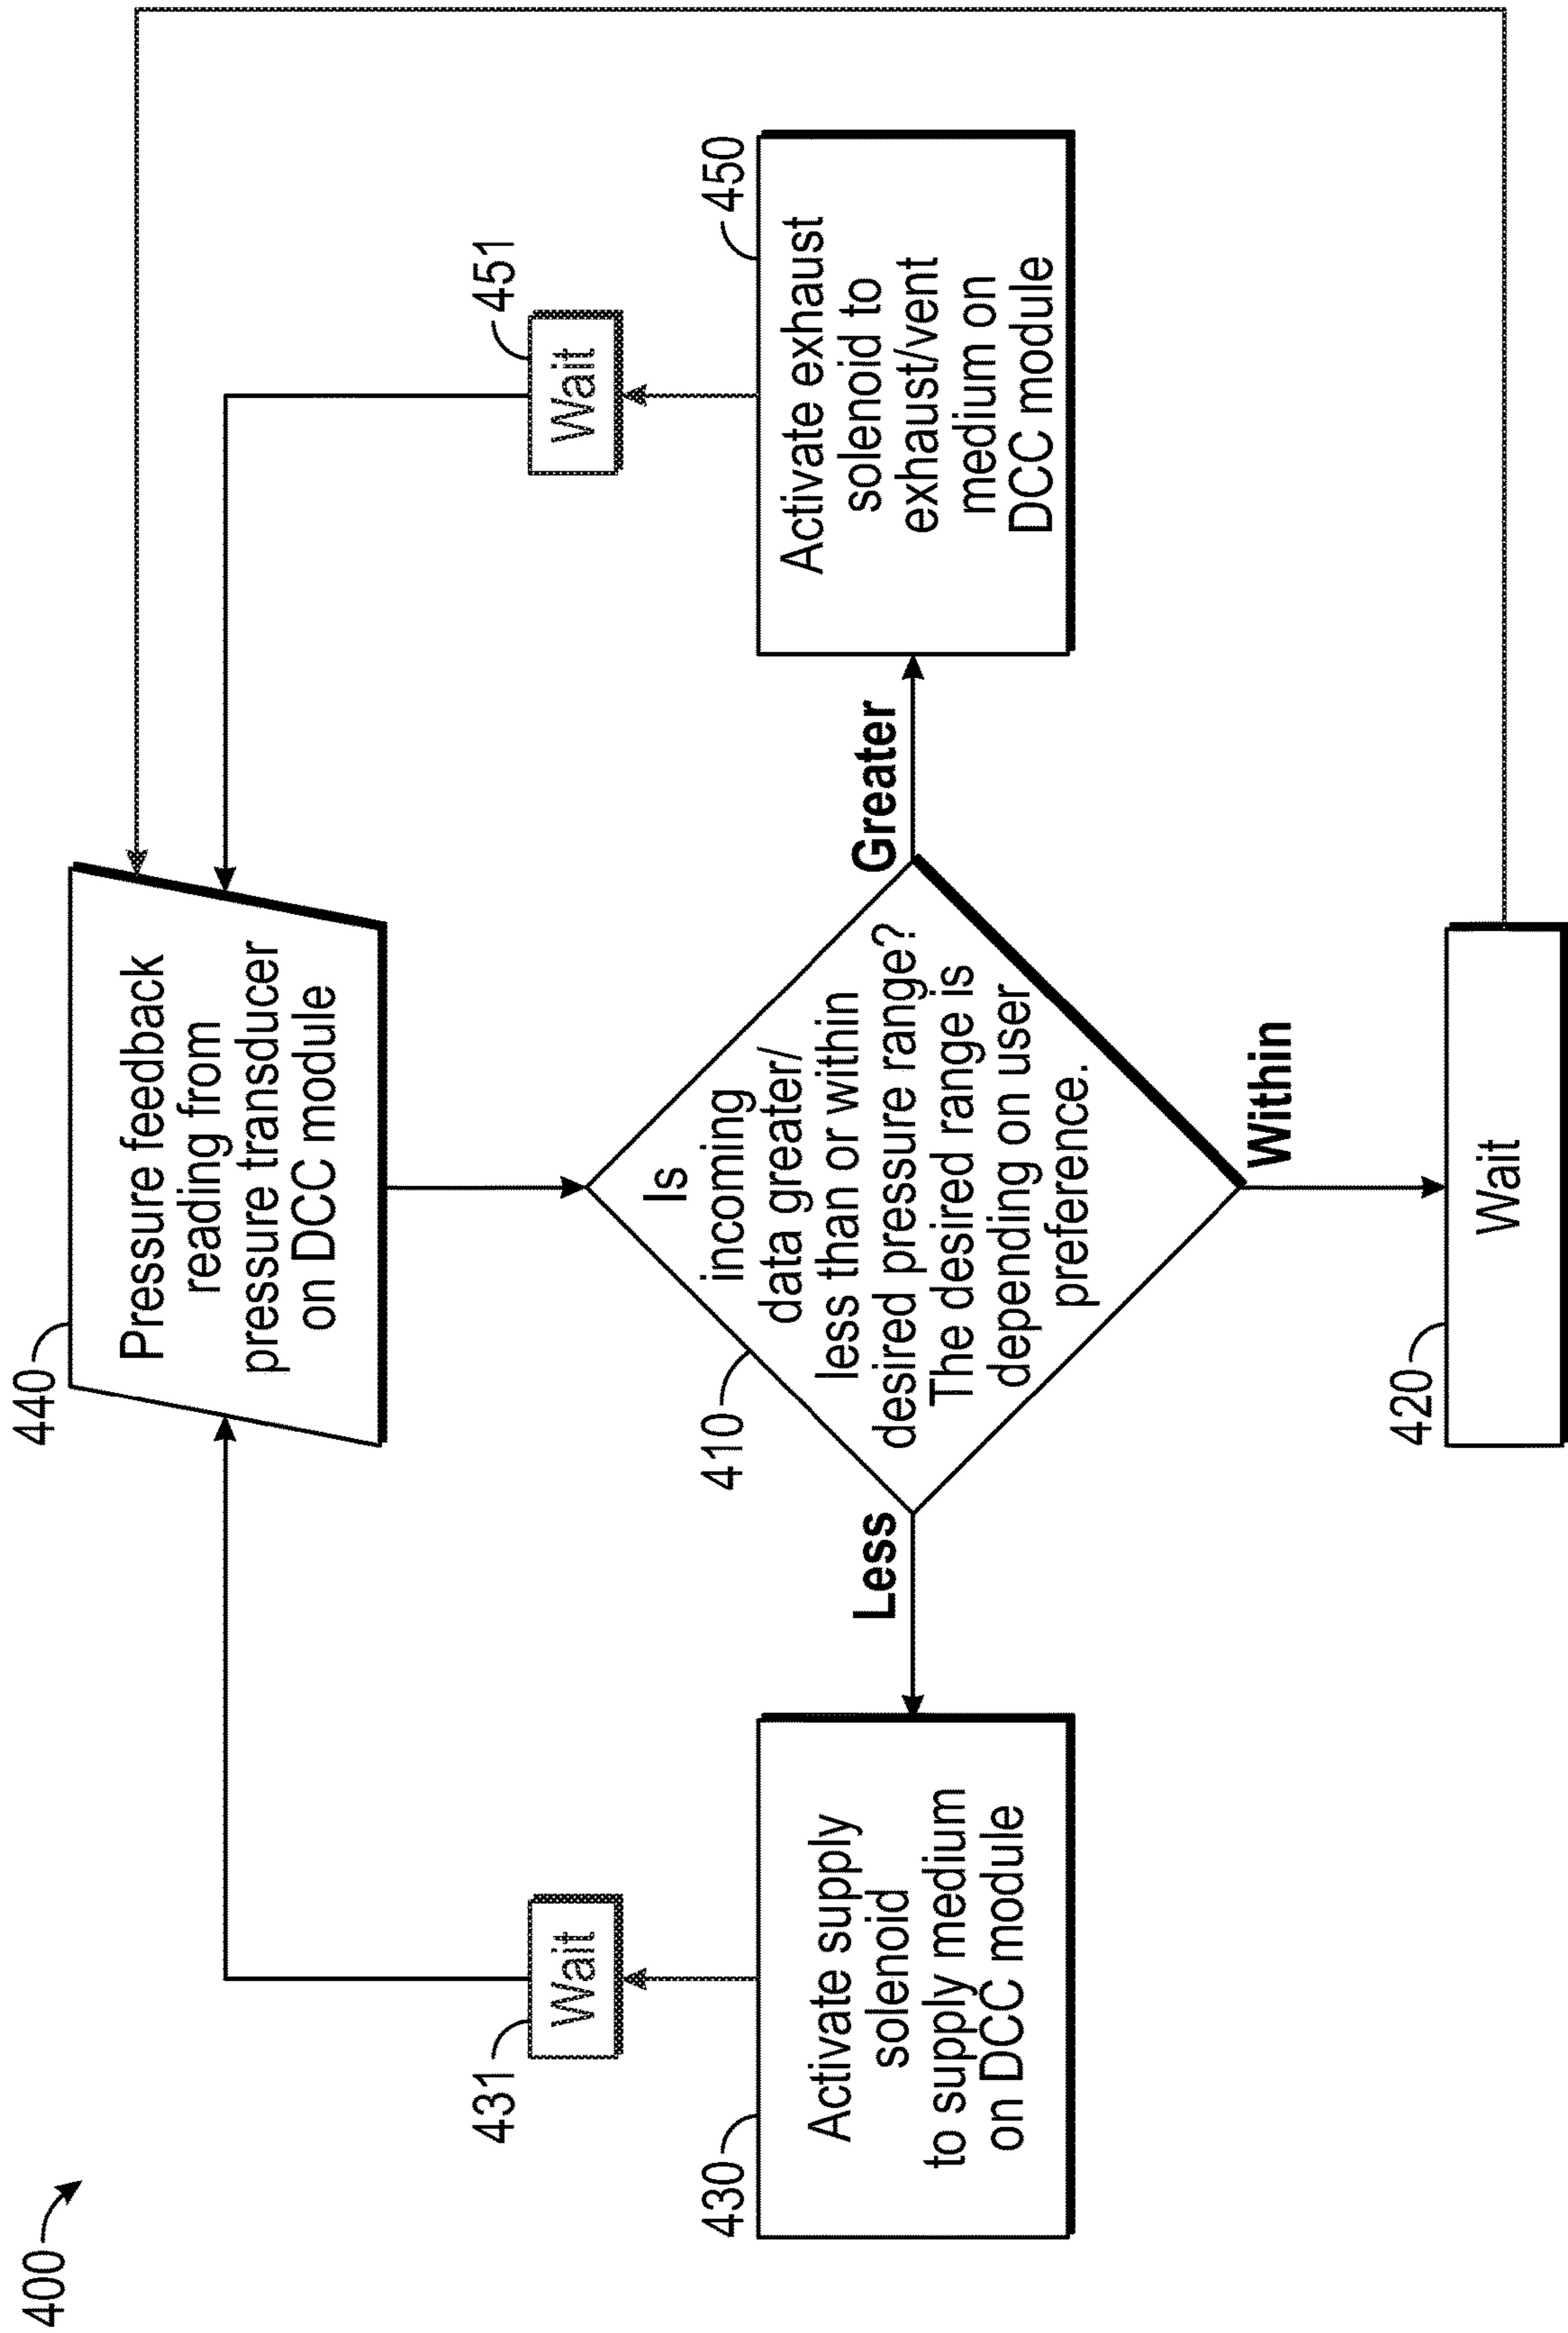 400
440
Pressure feedback
reading from
pressure transducer
on DCC module
431
Wait
451
Wait
430
Activate supply
solenoid
to supply medium
on DCC module
Less
410
Is
incoming
data greater/
less than or within
desired pressure range?
The desired range is
depending on user
preference.
Greater
450
Activate exhaust
solenoid to
exhaust/vent
medium on
DCC module
Within
420
Wait